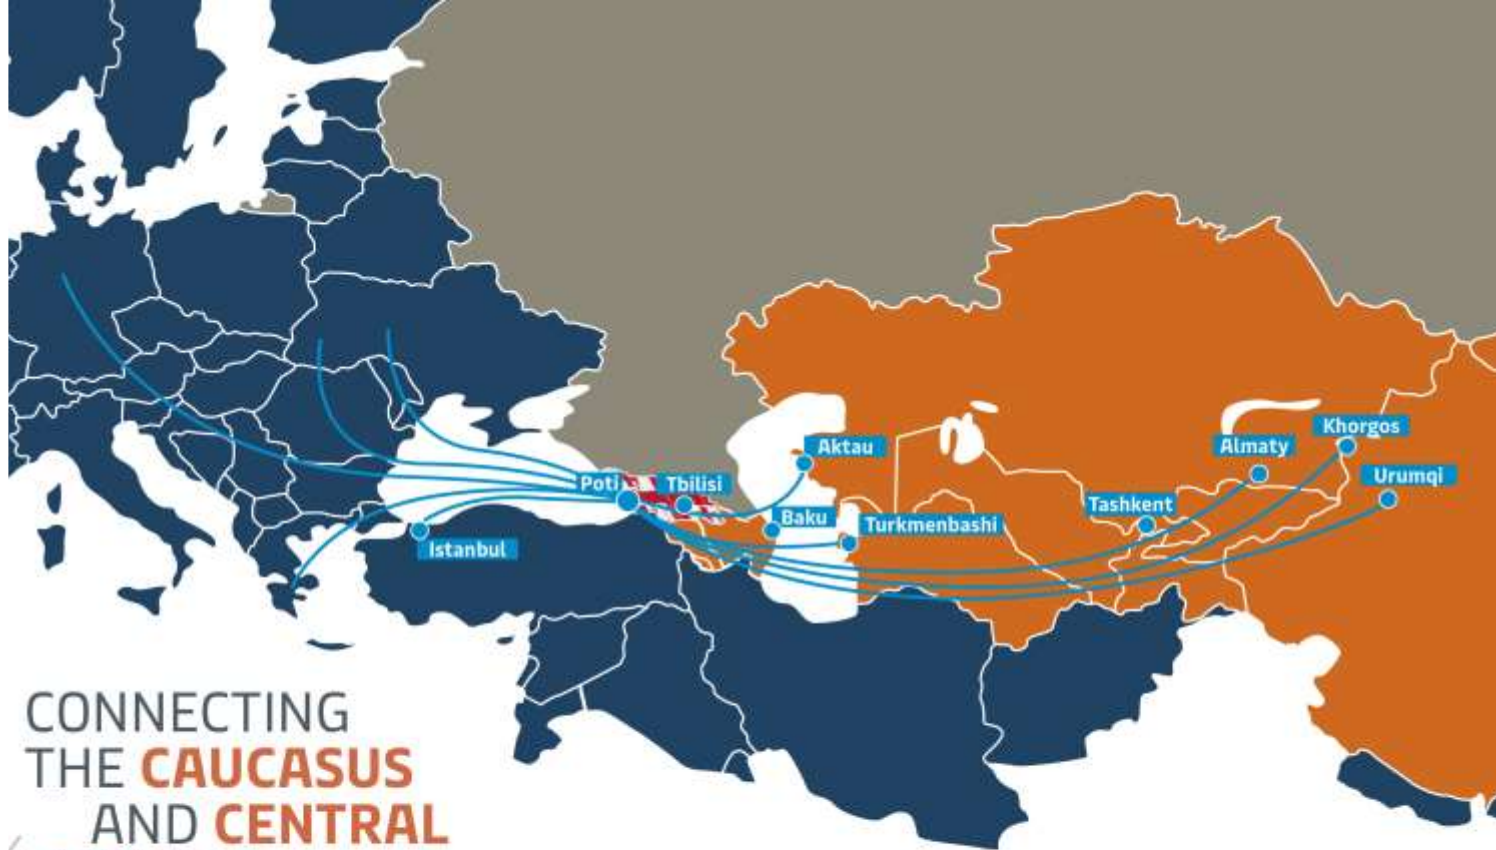 Khorgos
Aktau
Almaty
Urumqi
Poti
Tbilisi
Tashkent
Baku
Turkmenbashi
Istanbul
CONNECTING
THE CAUCASUS
AND CENTRAL